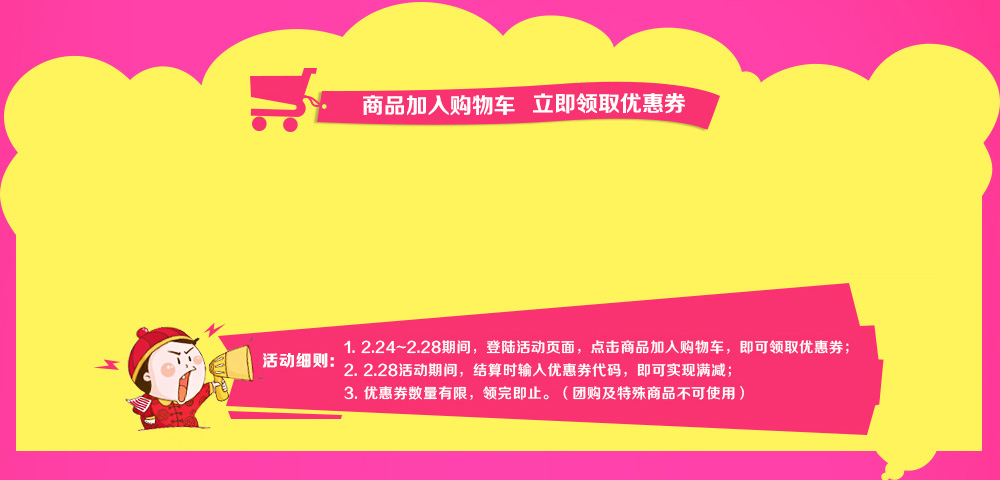 商品加入购物车 立即领取优惠券
活动细则:
1. 2.24~2.28期间，登陆活动页面，点击商品加入购物车，即可领取优惠券；
2. 2.28活动期间，结算时输入优惠券代码，即可实现满减；
3. 优惠券数量有限，领完即止。（团购及特殊商品不可使用）